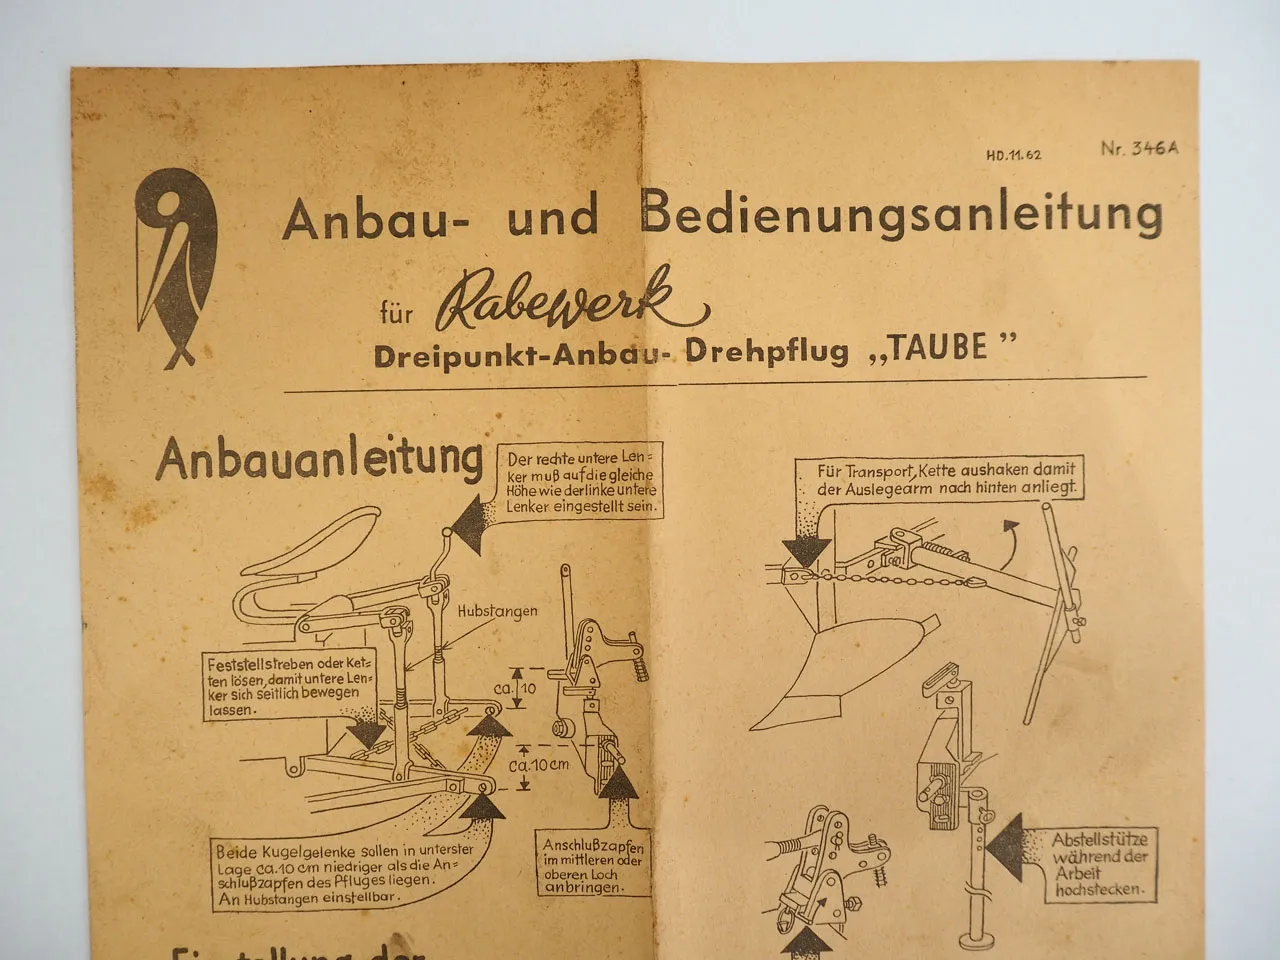 HD.11.62 Nr. 346A
Anbau- und Bedienungsanleitung
für Rabewerk
Dreipunkt-Anbau- Drehpflug „TAUBE"
Anbauanleitung
Der rechte untere Len=
ker muß auf die gleiche
Höhe wie der linke untere
Lenker eingestellt sein.
Für Transport, Kette aushaken damit
der Auslegearm nach hinten anliegt.
Hubstangen
Feststellstreben oder Ket=
ten lösen, damit untere Len=
ker sich seitlich bewegen
lassen.
ca. 10
ca. 10 cm
Beide Kugelgelenke sollen in unterster
Lage ca. 10 cm niedriger als die An=
schlußzapfen des Pfluges liegen.
An Hubstangen einstellbar.
Anschlußzapfen
im mittleren oder
oberen Loch
anbringen.
Abstellstütze
während der
Arbeit
hochstecken.
Einstellung der